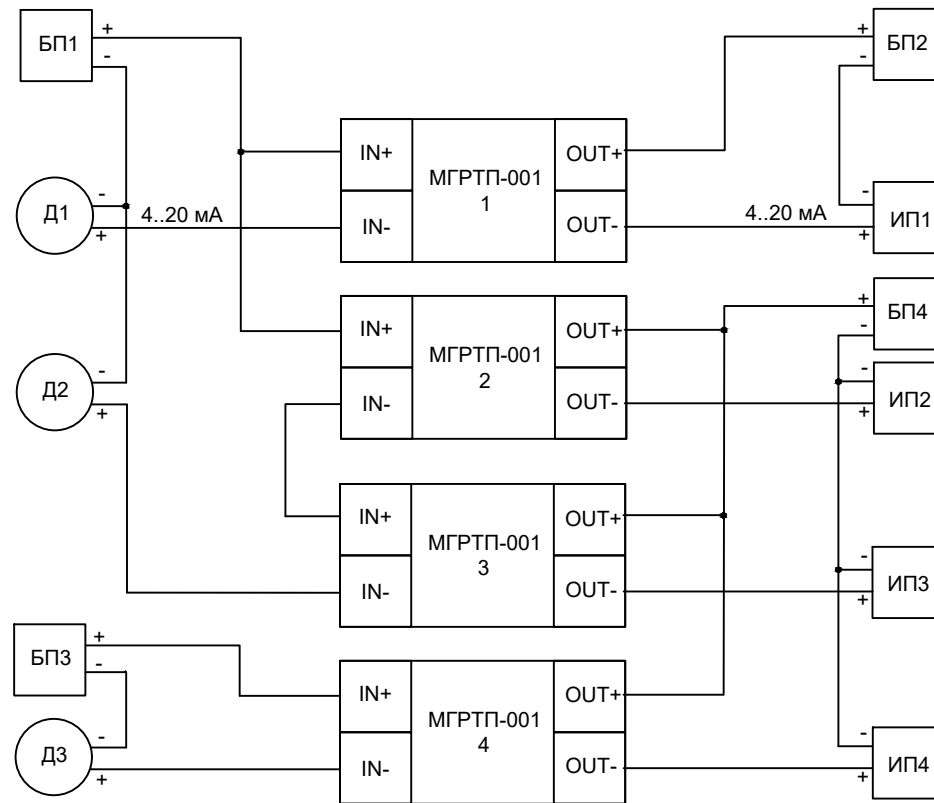 БП1
+
-
+
-
БП2
IN+
МГРТП-001
1
OUT+
-
Д1
+
4..20 мА
IN-
OUT-
4..20 мА
-
+
ИП1
+
-
БП4
IN+
МГРТП-001
2
OUT+
-
Д2
+
IN-
OUT-
-
+
ИП2
IN+
МГРТП-001
3
OUT+
IN-
OUT-
-
+
ИП3
БП3
+
-
IN+
МГРТП-001
4
OUT+
-
Д3
+
IN-
OUT-
-
+
ИП4